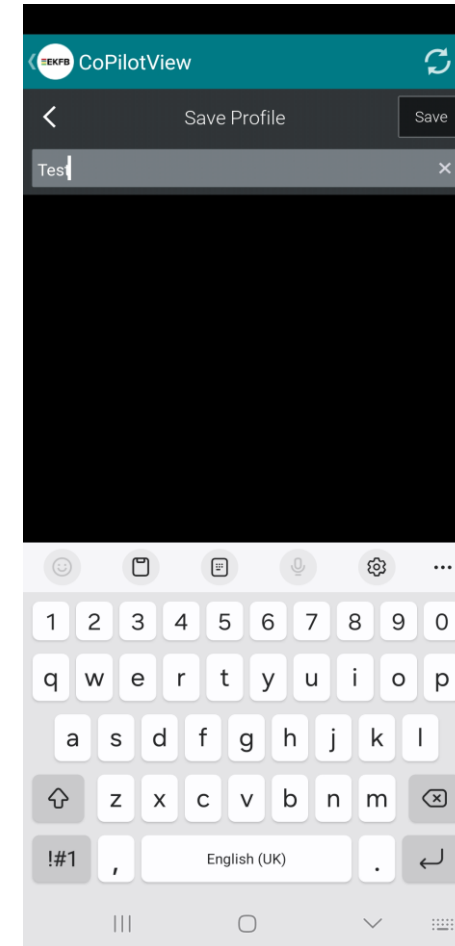 EKFB CoPilotView
Save Profile Save
Test
1 2 3 4 5 6 7 8 9 0
q w e r t y u i o p
a s d f g h j k l
z x c v b n m
!#1 , English (UK) .